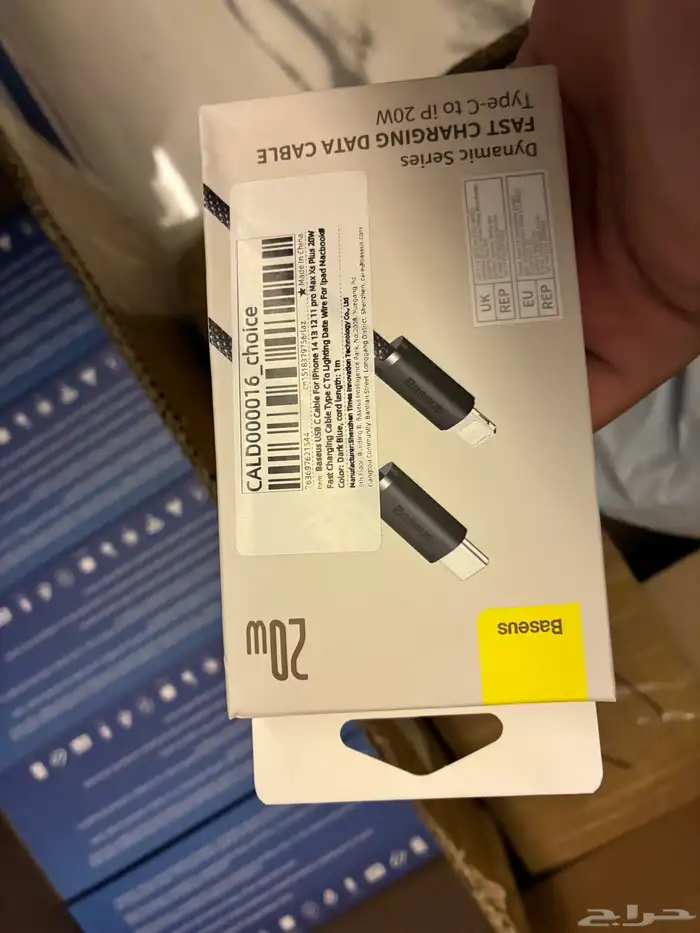 Baseus
20W
Dynamic Series
FAST CHARGING DATA CABLE
Type-C to iP 20W
UK
REP
EU
REP
Baseus
Baseus
CALD000016_choice
★ Made In China
Item: Baseus USB C Cable For iPhone 14 13 12 11 pro Max Xs Plus 20W
Fast Charging Cable Type C To Lighting Date Wire For Ipad Macbook
Color: Dark Blue, cord length: 1m
Manufacturer: Shenzhen Times Innovation Technology Co., Ltd
حراج